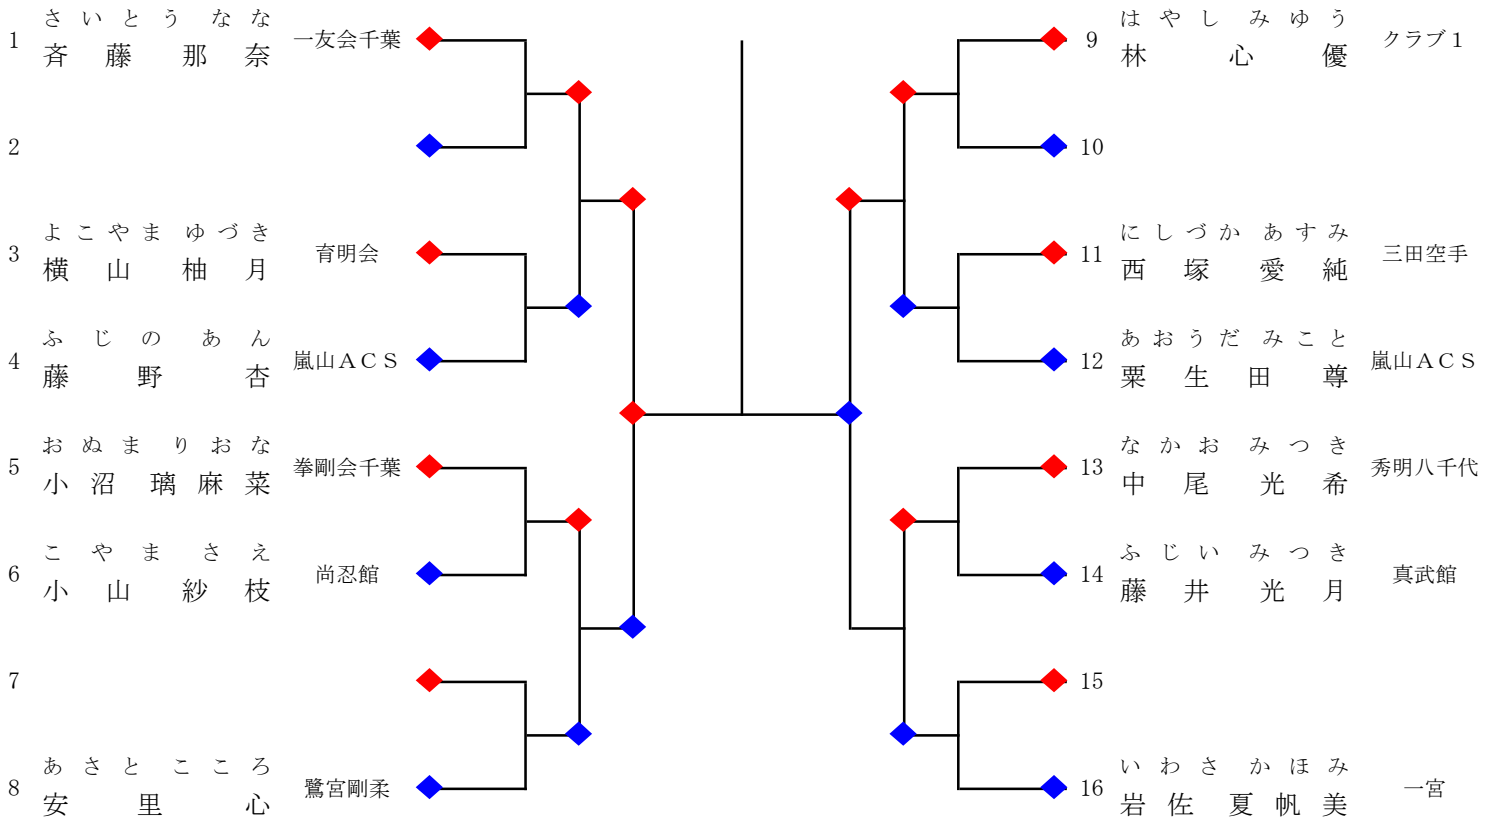 さいとう なな
1 斉藤 那奈 一友会千葉
2
よこやま ゆづき
3 横山 柚月 育明会
ふじの あん
4 藤野 杏 嵐山ACS
おぬま りおな
5 小沼 璃麻菜 拳剛会千葉
こやま さえ
6 小山 紗枝 尚忍館
7
あさと こころ
8 安里 心 鷺宮剛柔
はやし みゆう
9 林 心優 クラブ1
10
にしづか あすみ
11 西塚 愛純 三田空手
あおうだ みこと
12 粟生田 尊 嵐山ACS
なかお みつき
13 中尾 光希 秀明八千代
ふじい みつき
14 藤井 光月 真武館
15
いわさ かほみ
16 岩佐 夏帆美 一宮